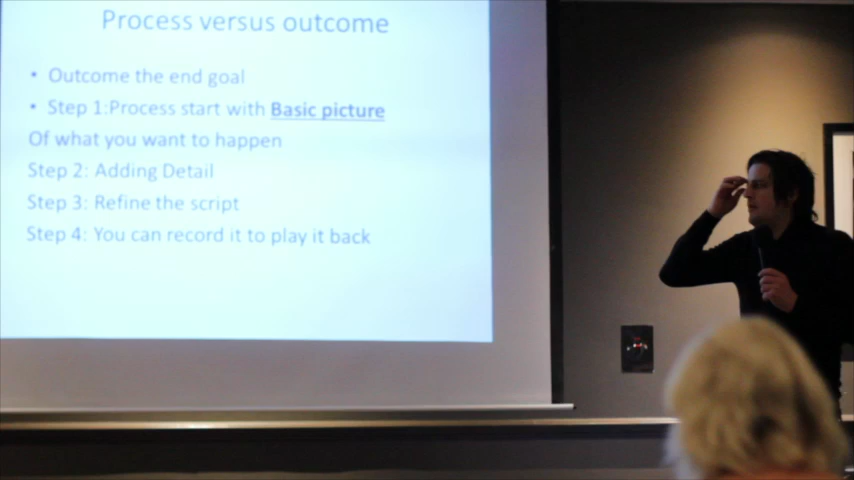 Process versus outcome
• Outcome the end goal
• Step 1:Process start with Basic picture
Of what you want to happen
Step 2: Adding Detail
Step 3: Refine the script
Step 4: You can record it to play it back